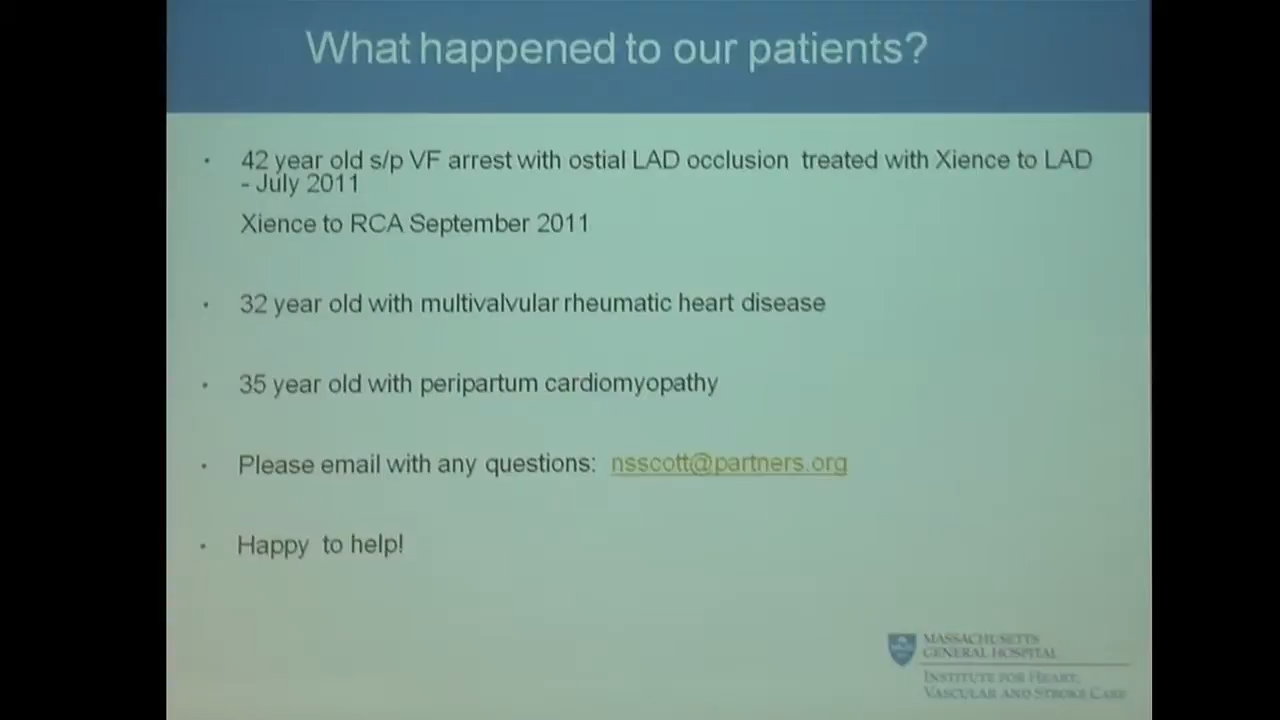 What happened to our patients?
42 year old s/p VF arrest with ostial LAD occlusion treated with Xience to LAD
- July 2011
Xience to RCA September 2011
32 year old with multivalvular rheumatic heart disease
35 year old with peripartum cardiomyopathy
Please email with any questions: nsscott@partners.org
Happy to help!
MASSACHUSETTS
GENERAL HOSPITAL
INSTITUTE FOR HEART,
VASCULAR AND STROKE CARE